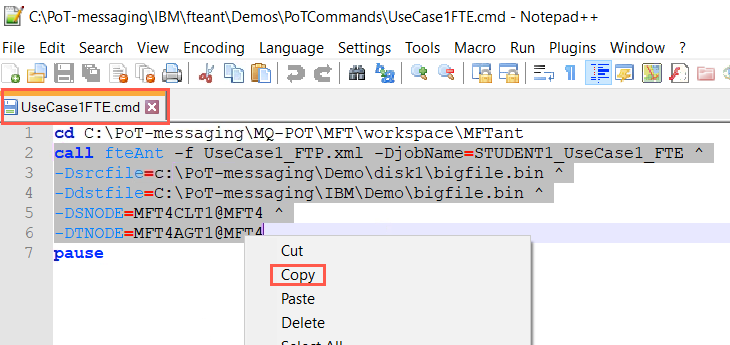 C:\PoT-messaging\IBM\fteant\Demos\PoTCommands\UseCase1FTE.cmd - Notepad++
File Edit Search View Encoding Language Settings Tools Macro Run Plugins Window ?
UseCase1FTE.cmd
1 cd C:\PoT-messaging\MQ-POT\MFT\workspace\MFTant
2 call fteAnt -f UseCase1_FTP.xml -DjobName=STUDENT1_UseCase1_FTE ^
3 -Dsrcfile=c:\PoT-messaging\Demo\disk1\bigfile.bin ^
4 -Ddstfile=C:\PoT-messaging\IBM\Demo\bigfile.bin ^
5 -DSNODE=MFT4CLT1@MFT4 ^
6 -DTNODE=MFT4AGT1@MFT4
7 pause
Cut
Copy
Paste
Delete
Select All